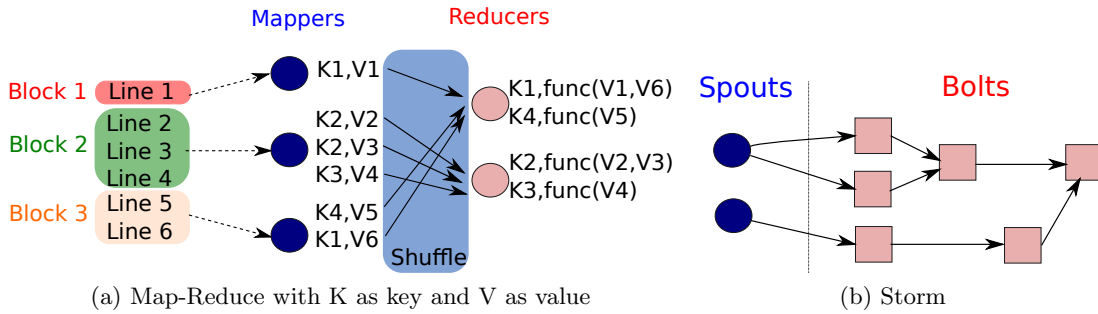 Mappers
Reducers
Block 1
Line 1
Block 2
Line 2
Line 3
Line 4
Block 3
Line 5
Line 6
K1,V1
K2,V2
K2,V3
K3,V4
K4,V5
K1,V6
Shuffle
K1,func(V1,V6)
K4,func(V5)
K2,func(V2,V3)
K3,func(V4)
(a) Map-Reduce with K as key and V as value
Spouts
Bolts
(b) Storm